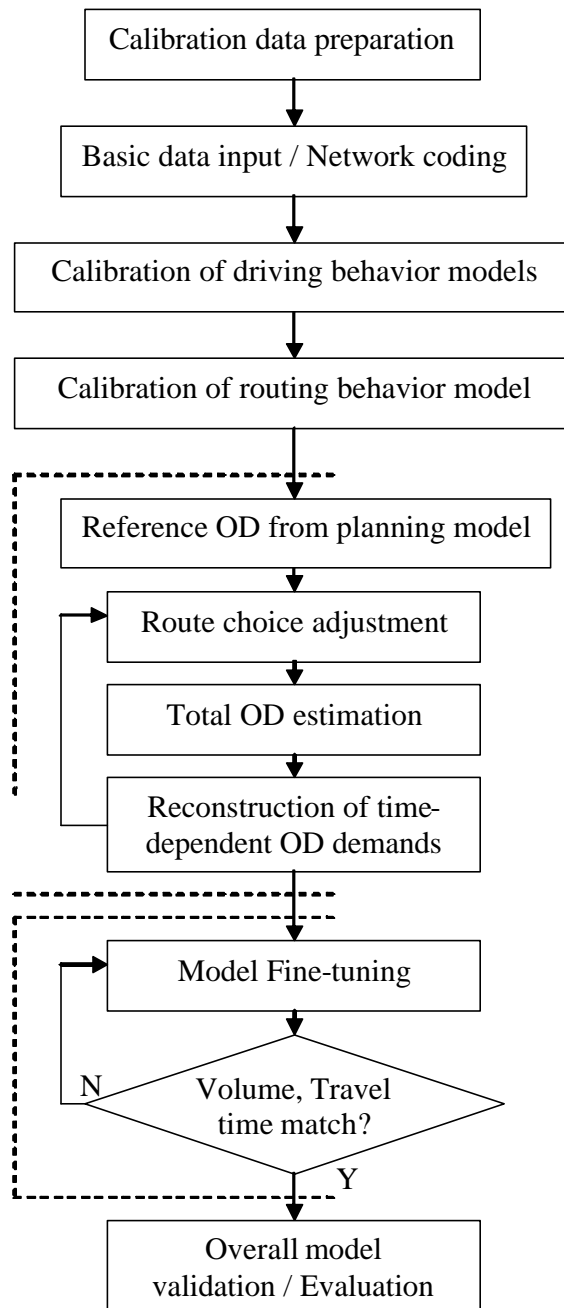 Calibration data preparation
Basic data input / Network coding
Calibration of driving behavior models
Calibration of routing behavior model
Reference OD from planning model
Route choice adjustment
Total OD estimation
Reconstruction of time-
dependent OD demands
Model Fine-tuning
N
Volume, Travel
time match?
Y
Overall model
validation / Evaluation